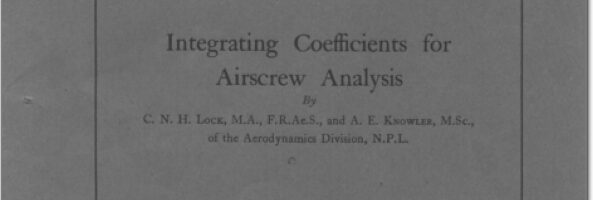 Integrating Coefficients for
Airscrew Analysis
By
C. N. H. Lock, M.A., F.R.Ae.S., and A. E. Knowler, M.Sc.,
of the Aerodynamics Division, N.P.L.